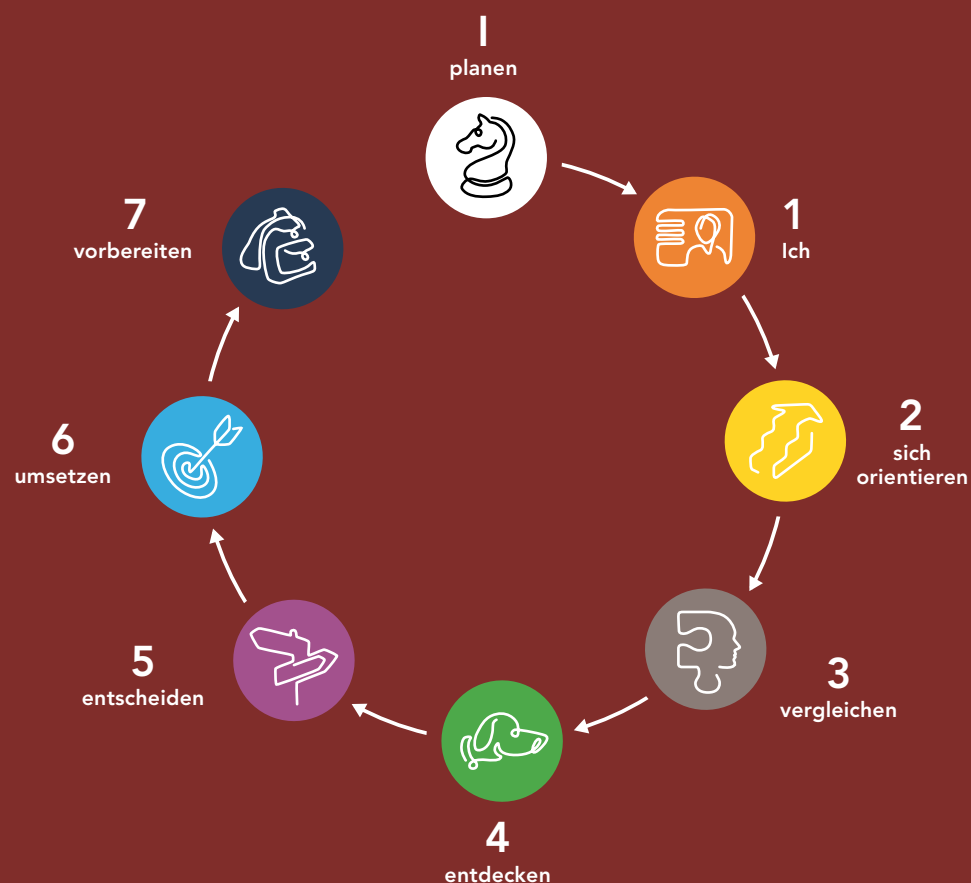 I
planen
1
Ich
2
sich
orientieren
3
vergleichen
4
entdecken
5
entscheiden
6
umsetzen
7
vorbereiten